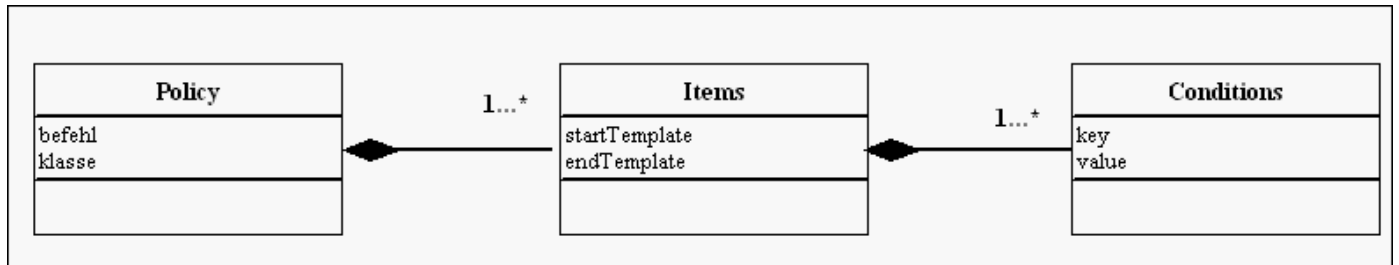 Policy
befehl
klasse
1...*
Items
startTemplate
endTemplate
1...*
Conditions
key
value